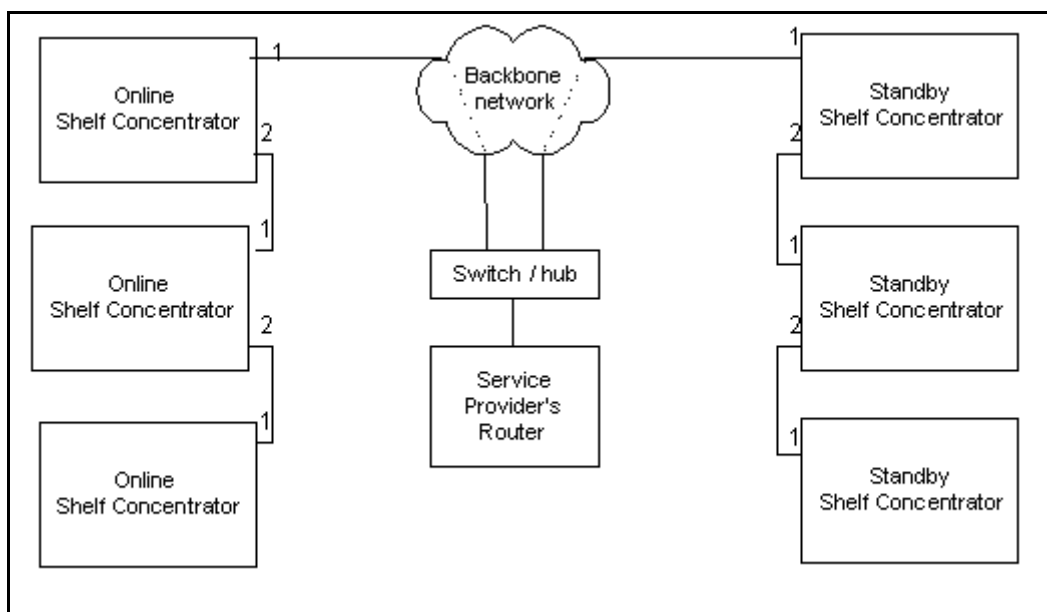 1
1
Online
Shelf Concentrator
Backbone
network
Standby
Shelf Concentrator
2
2
1
1
Online
Shelf Concentrator
Switch / hub
Standby
Shelf Concentrator
2
2
Service
Provider's
Router
1
1
Online
Shelf Concentrator
Standby
Shelf Concentrator